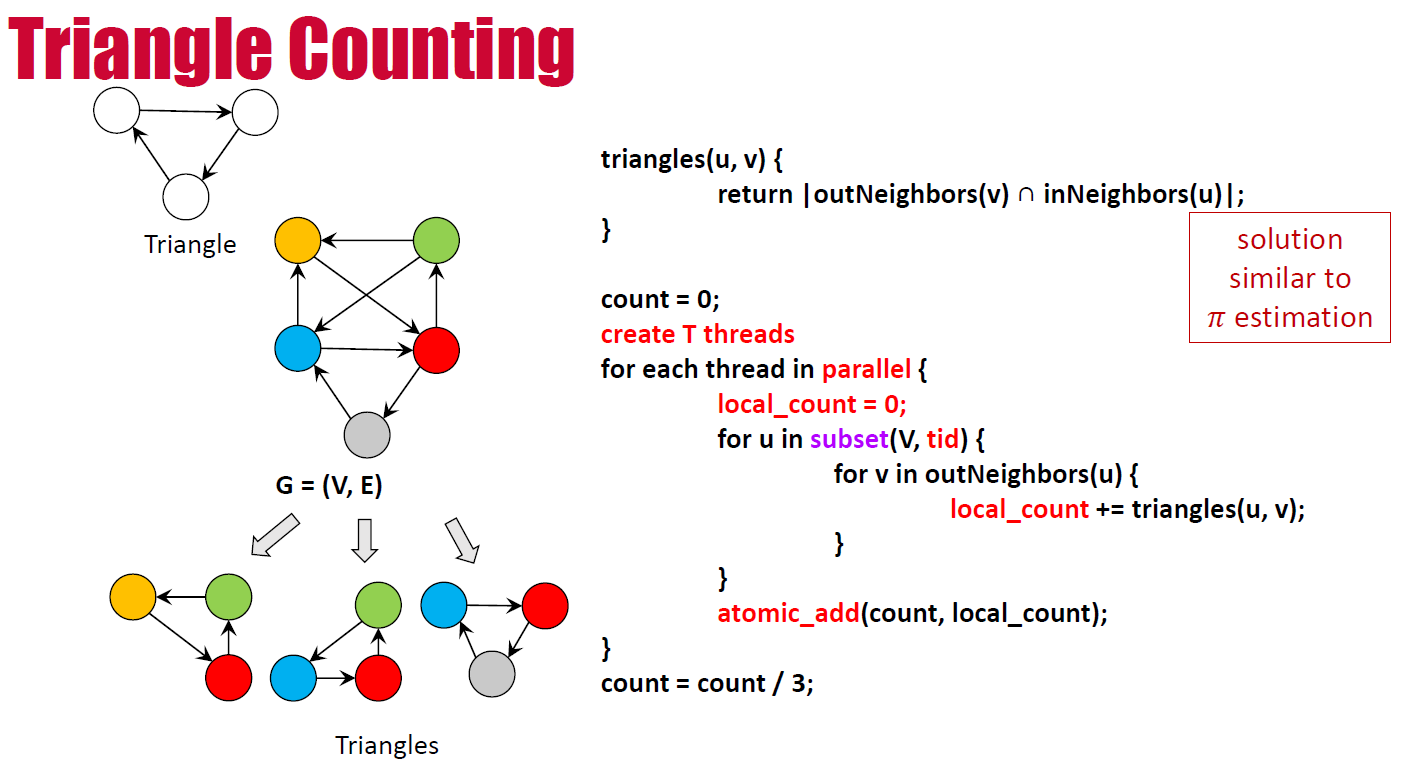 Triangle Counting
Triangle
G = (V, E)
Triangles
triangles(u, v) {
return |outNeighbors(v) ∩ inNeighbors(u)|;
}
count = 0;
create T threads
for each thread in parallel {
local_count = 0;
for u in subset(V, tid) {
for v in outNeighbors(u) {
local_count += triangles(u, v);
}
}
atomic_add(count, local_count);
}
count = count / 3;
solution
similar to
π estimation